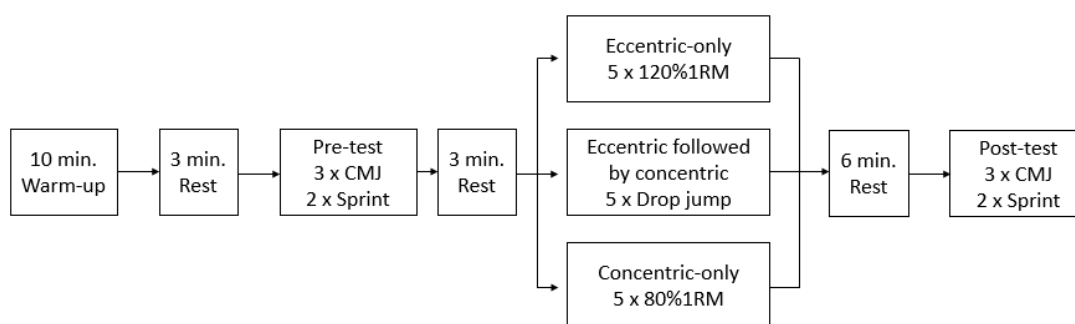 10 min.
Warm-up
3 min.
Rest
Pre-test
3 x CMJ
2 x Sprint
3 min.
Rest
Eccentric-only
5 x 120%1RM
Eccentric followed
by concentric
5 x Drop jump
Concentric-only
5 x 80%1RM
6 min.
Rest
Post-test
3 x CMJ
2 x Sprint